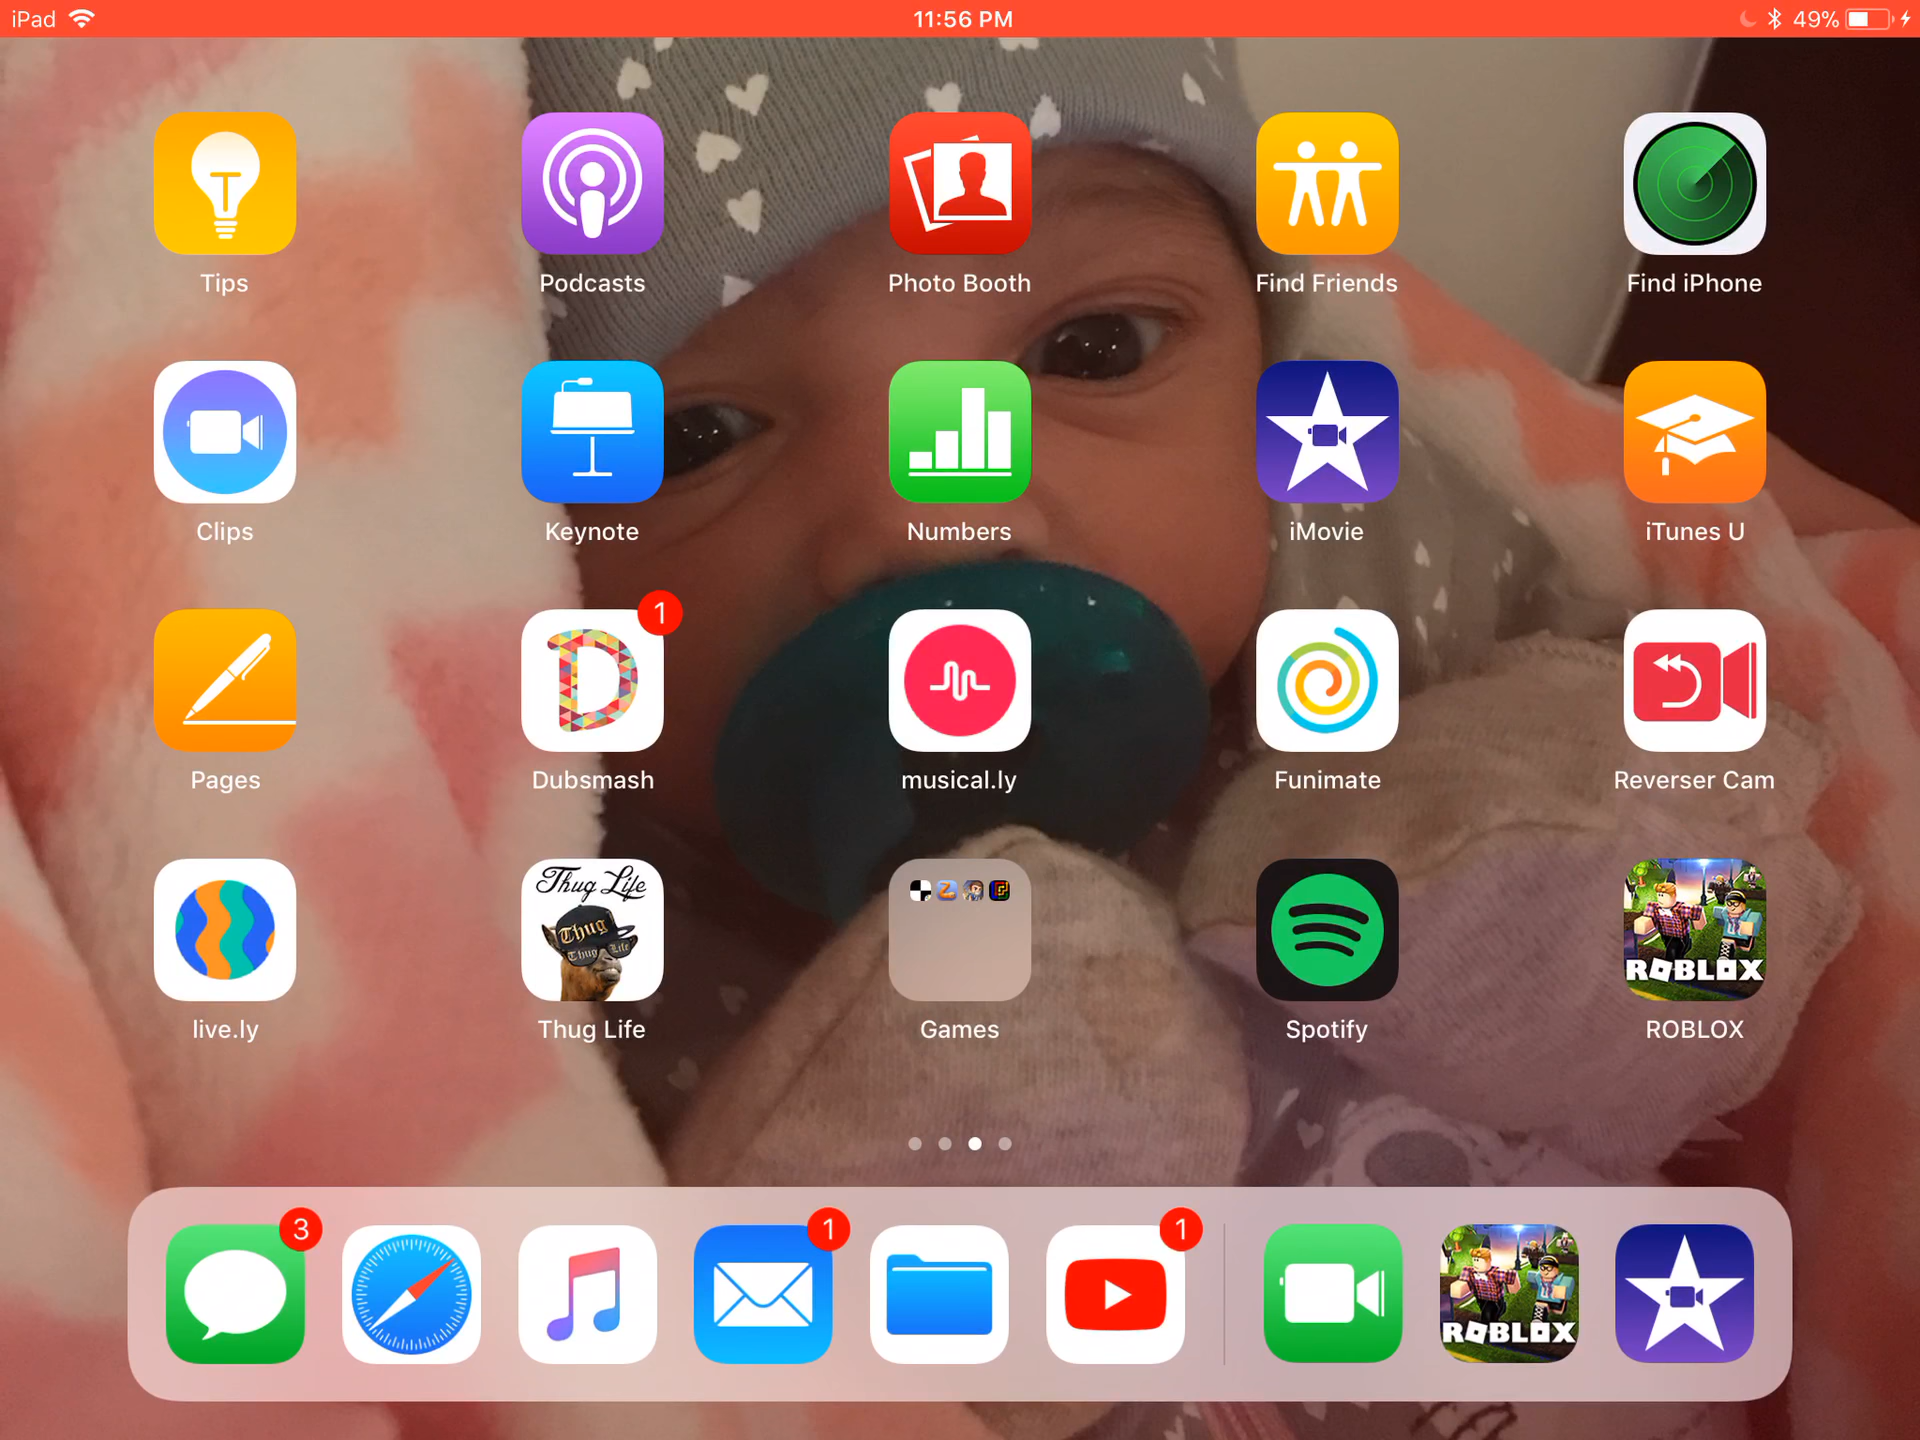 iPad 11:56 PM 49%
Tips Podcasts Photo Booth Find Friends Find iPhone
Clips Keynote Numbers iMovie iTunes U
1
D
Pages Dubsmash musical.ly Funimate Reverser Cam
Thug Life
Thug
Thug Life
ROBLOX
live.ly Thug Life Games Spotify ROBLOX
3 1 1
ROBLOX